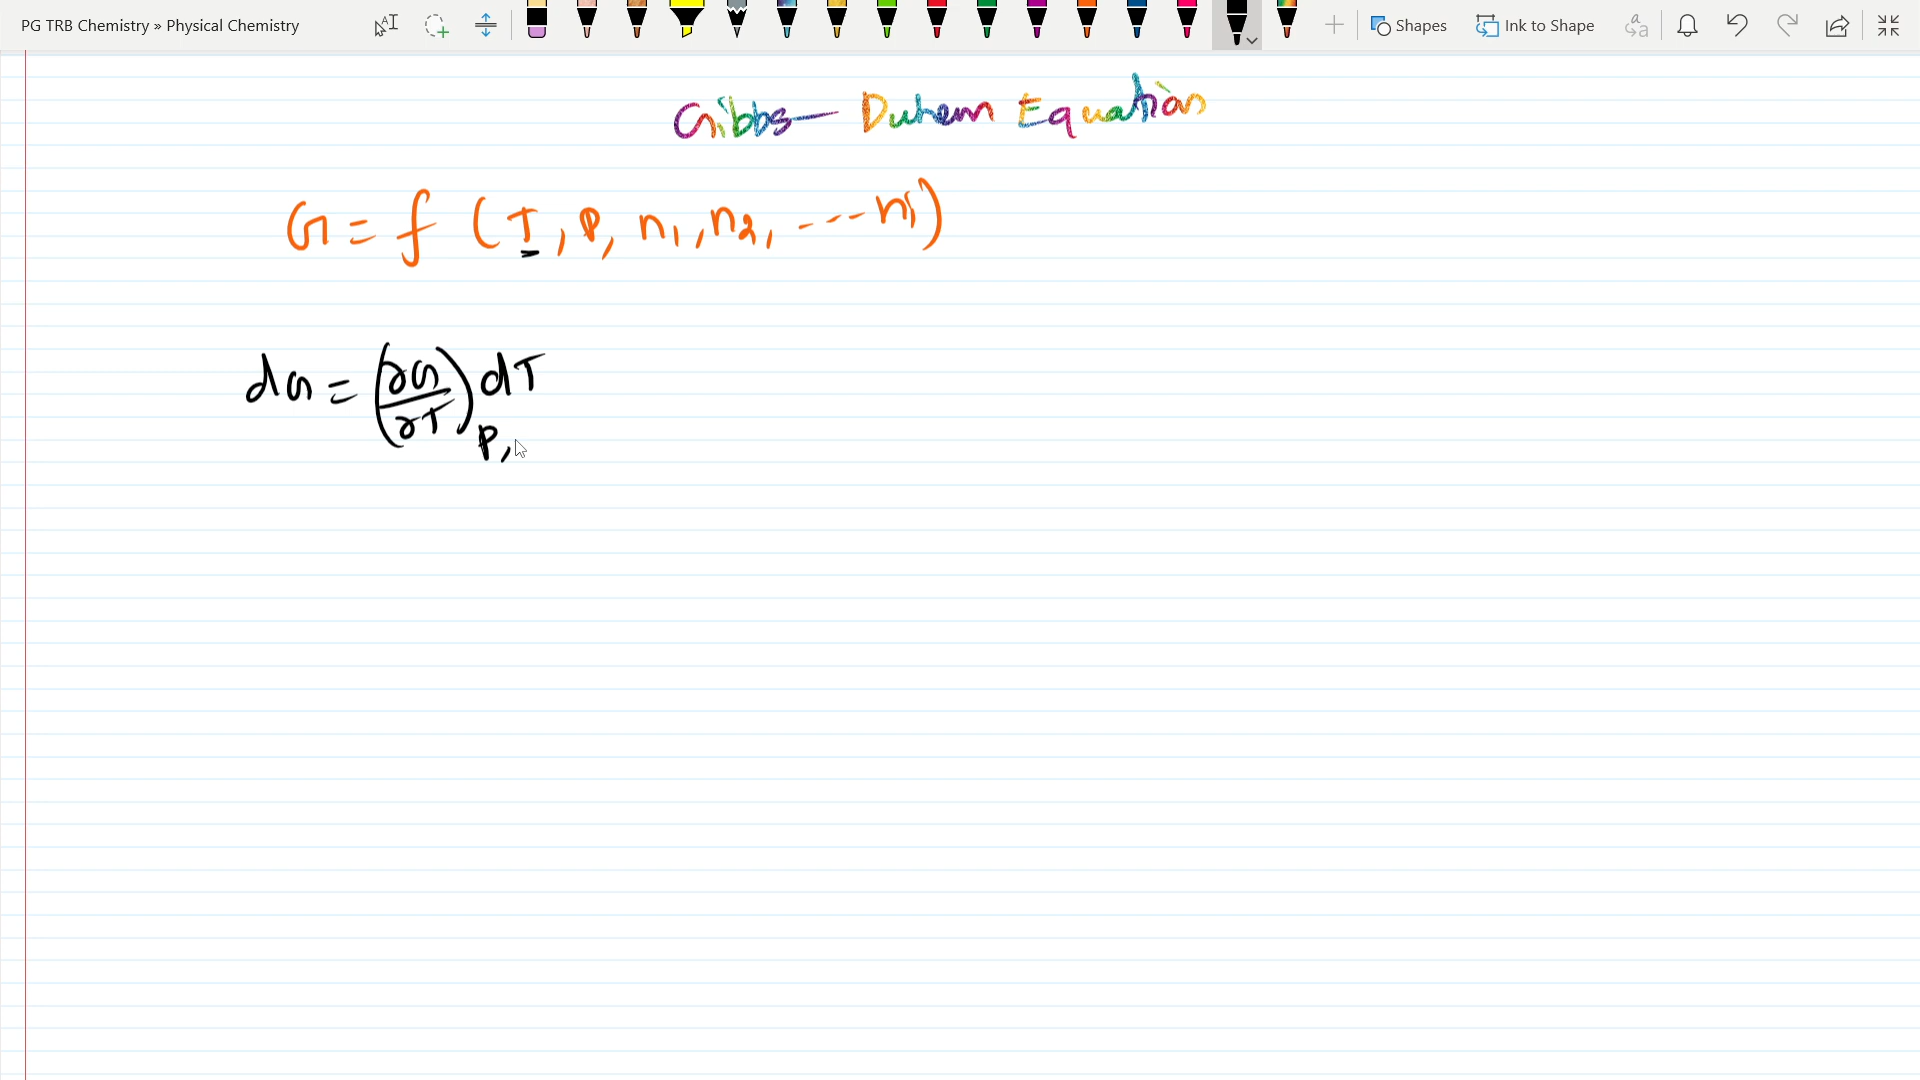 PG TRB Chemistry » Physical Chemistry
Shapes
Ink to Shape
Gibbs - Duhem Equation
G = f (T, P, n₁, n₂, ---- nᵢ)
dG = (∂G/∂T) dT
P,